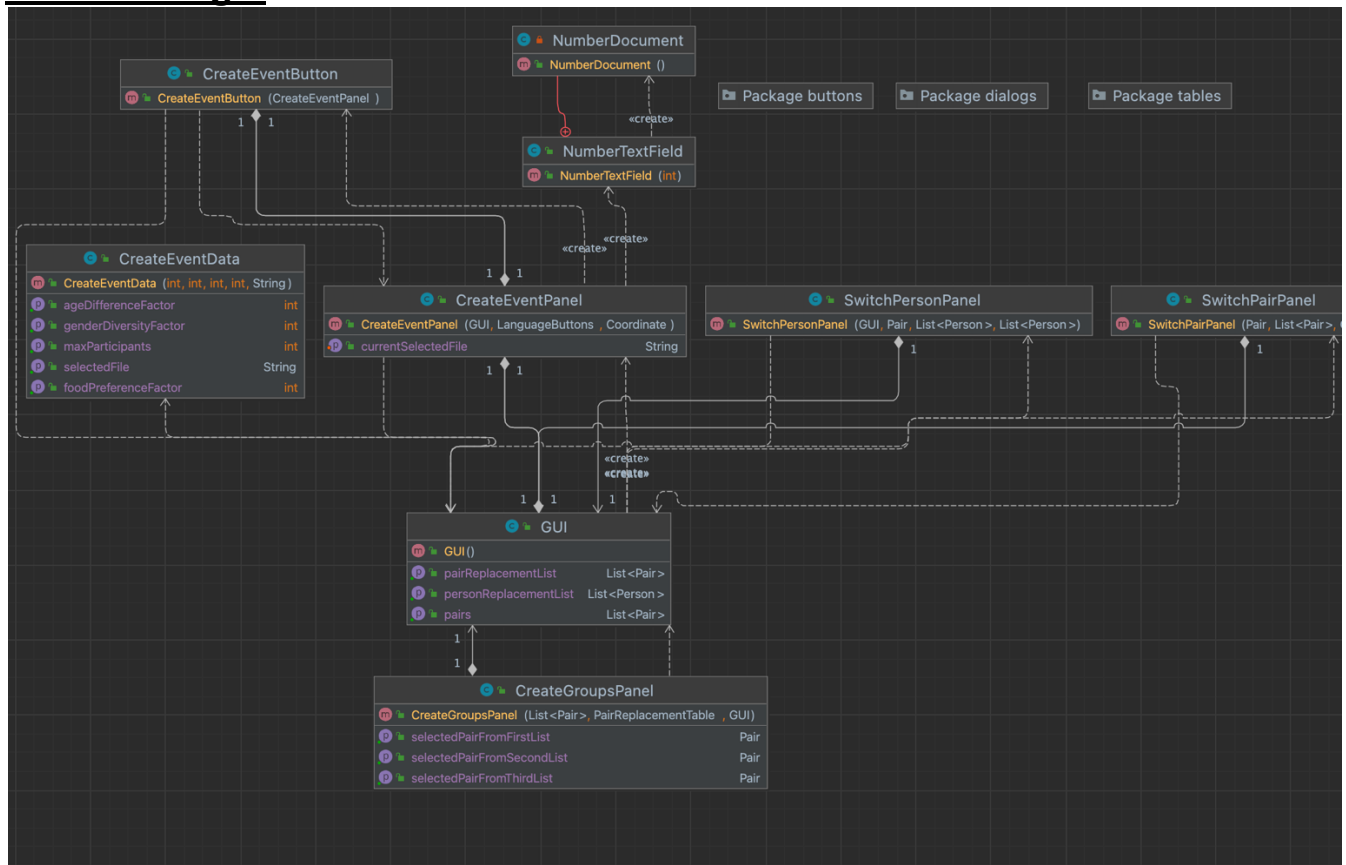 NumberDocument
NumberDocument ()
CreateEventButton
CreateEventButton (CreateEventPanel )
Package buttons
Package dialogs
Package tables
1
1
«create»
NumberTextField
NumberTextField (int)
«create»
«create»
CreateEventData
CreateEventData (int, int, int, int, String )
ageDifferenceFactor int
genderDiversityFactor int
maxParticipants int
selectedFile String
foodPreferenceFactor int
1
1
CreateEventPanel
CreateEventPanel (GUI, LanguageButtons , Coordinate )
currentSelectedFile String
1
1
SwitchPersonPanel
SwitchPersonPanel (GUI, Pair, List<Person >, List<Person>)
1
SwitchPairPanel
SwitchPairPanel (Pair, List<Pair>,
1
«create»
«create»
1
1
1
GUI
GUI()
pairReplacementList List<Pair>
personReplacementList List<Person >
pairs List<Pair>
1
1
CreateGroupsPanel
CreateGroupsPanel (List<Pair>, PairReplacementTable , GUI)
selectedPairFromFirstList Pair
selectedPairFromSecondList Pair
selectedPairFromThirdList Pair